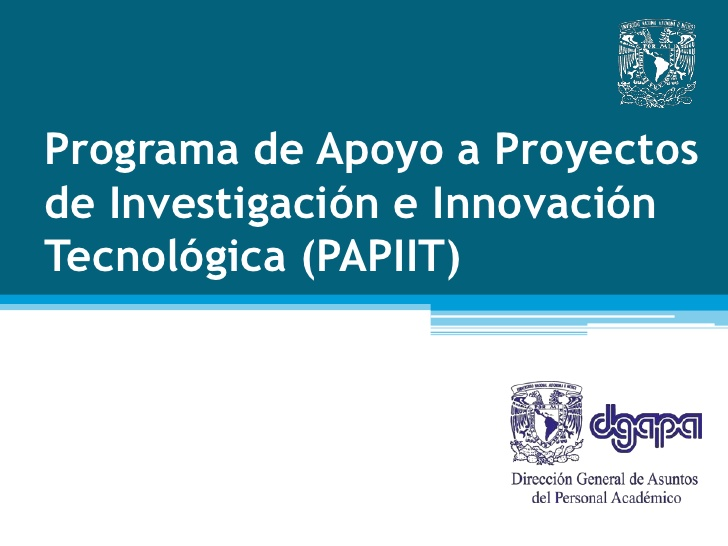 Programa de Apoyo a Proyectos
de Investigación e Innovación
Tecnológica (PAPIIT)
dgapa
Dirección General de Asuntos
del Personal Académico